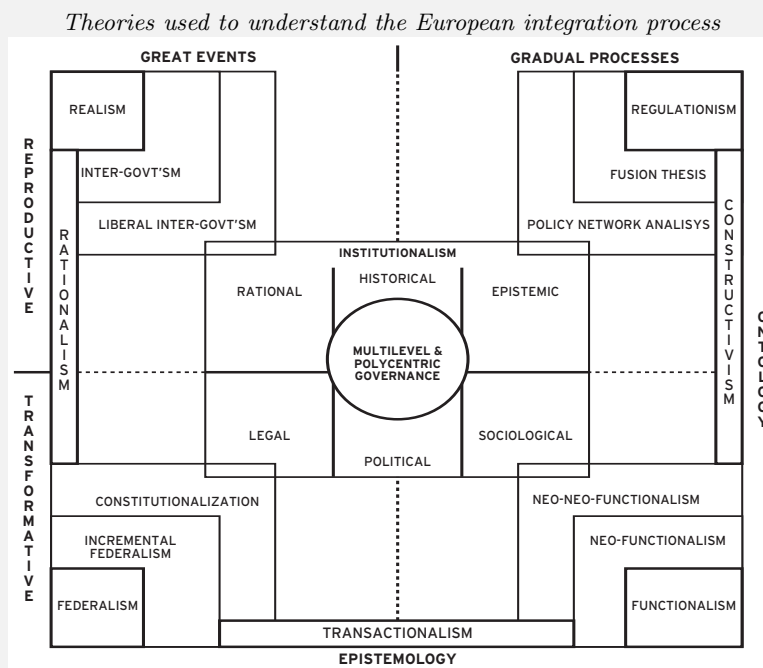 Theories used to understand the European integration process
GREAT EVENTS
GRADUAL PROCESSES
REALISM
REGULATIONISM
REPRODUCTIVE
INTER-GOVT'SM
FUSION THESIS
LIBERAL INTER-GOVT'SM
POLICY NETWORK ANALISYS
RATIONALISM
CONSTRUCTIVISM
INSTITUTIONALISM
HISTORICAL
RATIONAL
EPISTEMIC
MULTILEVEL &
POLYCENTRIC
GOVERNANCE
ONTOLOGY
TRANSFORMATIVE
LEGAL
SOCIOLOGICAL
POLITICAL
CONSTITUTIONALIZATION
NEO-NEO-FUNCTIONALISM
INCREMENTAL
FEDERALISM
NEO-FUNCTIONALISM
FEDERALISM
FUNCTIONALISM
TRANSACTIONALISM
EPISTEMOLOGY